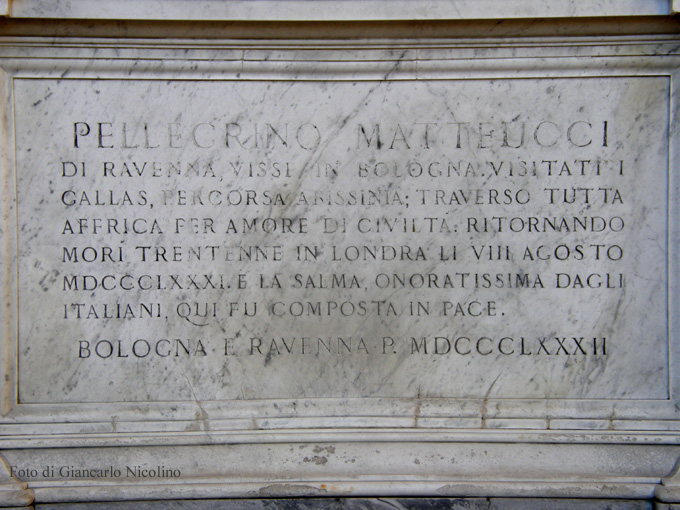 PELLEGRINO MATTEUCCI
DI RAVENNA, VISSE IN BOLOGNA. VISITATI I
GALLAS, PERCORSA ABISSINIA; TRAVERSO TUTTA
AFFRICA PER AMORE DI CIVILTÀ. RITORNANDO
MORÌ TRENTENNE IN LONDRA LI VIII AGOSTO
MDCCCLXXXI. E LA SALMA, ONORATISSIMA DAGLI
ITALIANI, QUI FU COMPOSTA IN PACE.
BOLOGNA E RAVENNA P. MDCCCLXXXII
Foto di Giancarlo Nicolino